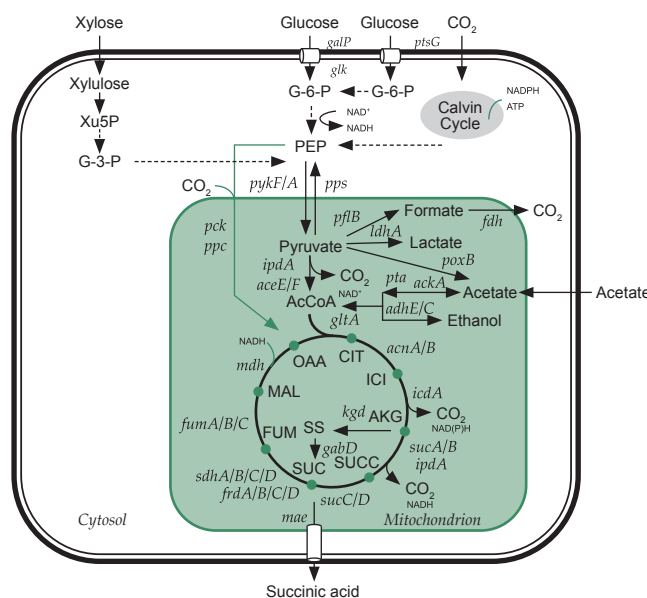 Xylose
Glucose
Glucose
CO2
galP
ptsG
glk
Xylulose
G-6-P
G-6-P
NADPH
ATP
Calvin
Cycle
Xu5P
NAD+
NADH
G-3-P
PEP
CO2
pykF/A
pps
pck
ppc
pflB
Formate
fdh
CO2
ldhA
Lactate
Pyruvate
poxB
ipdA
CO2
aceE/F
pta
ackA
Acetate
Acetate
AcCoA
NAD+
adhE/C
Ethanol
gltA
NADH
mdh
OAA
CIT
acnA/B
MAL
ICI
icdA
fumA/B/C
FUM
SS
kgd
AKG
CO2
NAD(P)H
gabD
sucA/B
ipdA
sdhA/B/C/D
SUC
SUCC
frdA/B/C/D
sucC/D
CO2
NADH
Cytosol
mae
Mitochondrion
Succinic acid